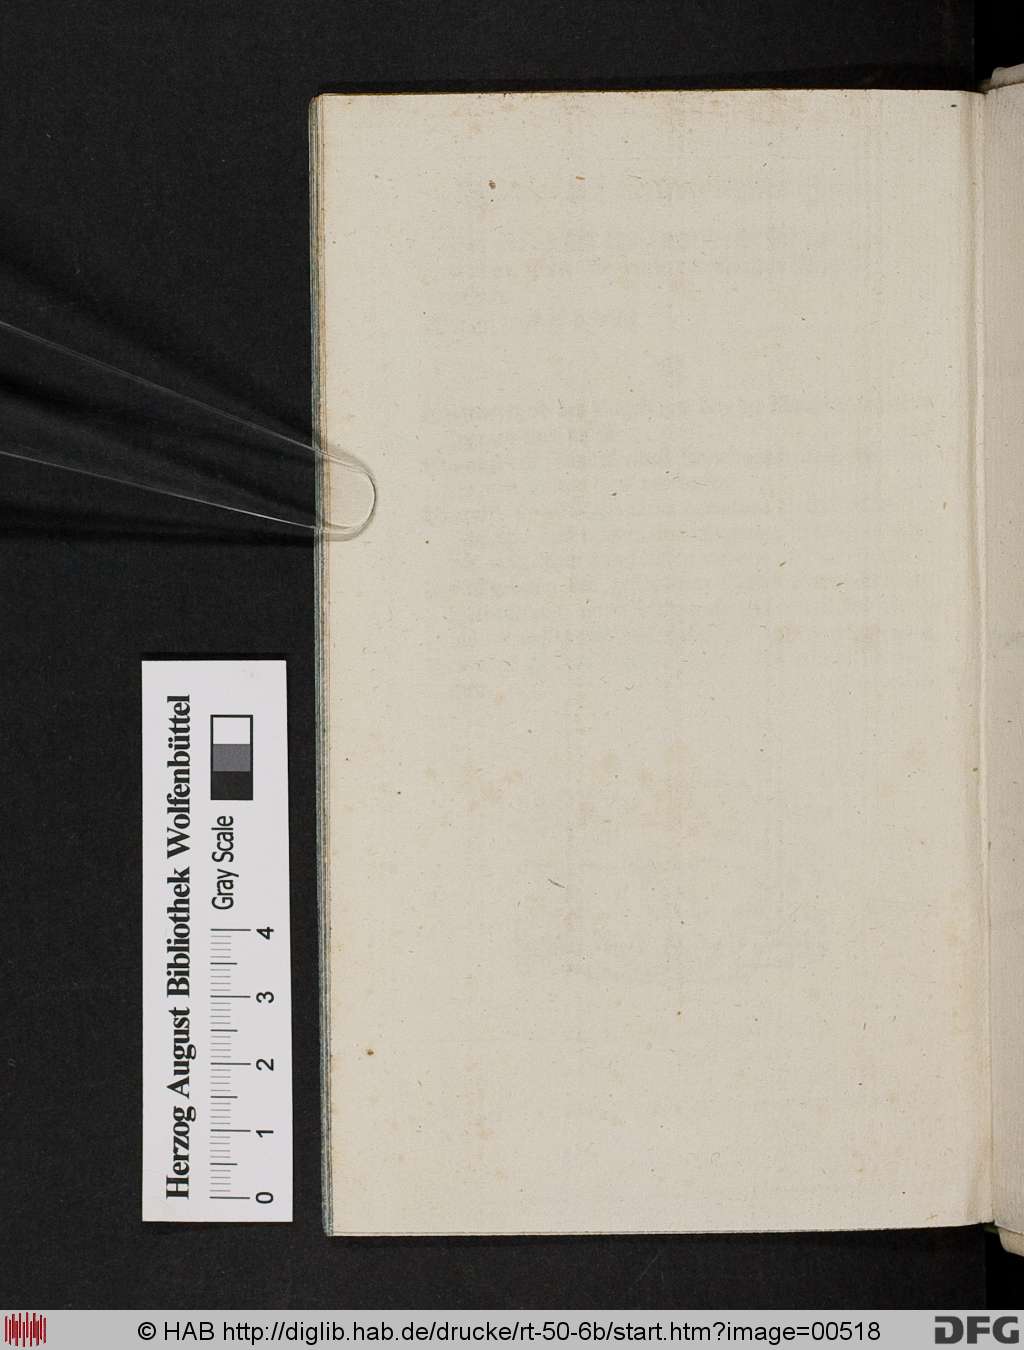 Herzog August Bibliothek Wolfenbüttel
Gray Scale
0 1 2 3 4
© HAB http://diglib.hab.de/drucke/rt-50-6b/start.htm?image=00518
DFG